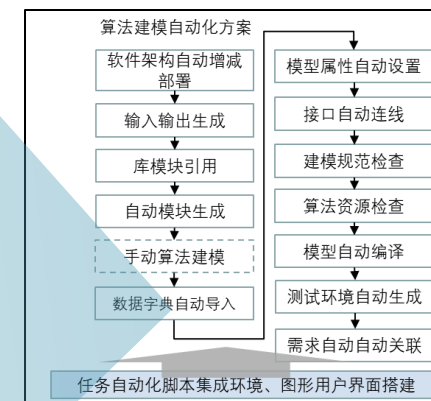 算法建模自动化方案
软件架构自动增减
部署
输入输出生成
库模块引用
自动模块生成
手动算法建模
数据字典自动导入
模型属性自动设置
接口自动连线
建模规范检查
算法资源检查
模型自动编译
测试环境自动生成
需求自动自动关联
任务自动化脚本集成环境、图形用户界面搭建